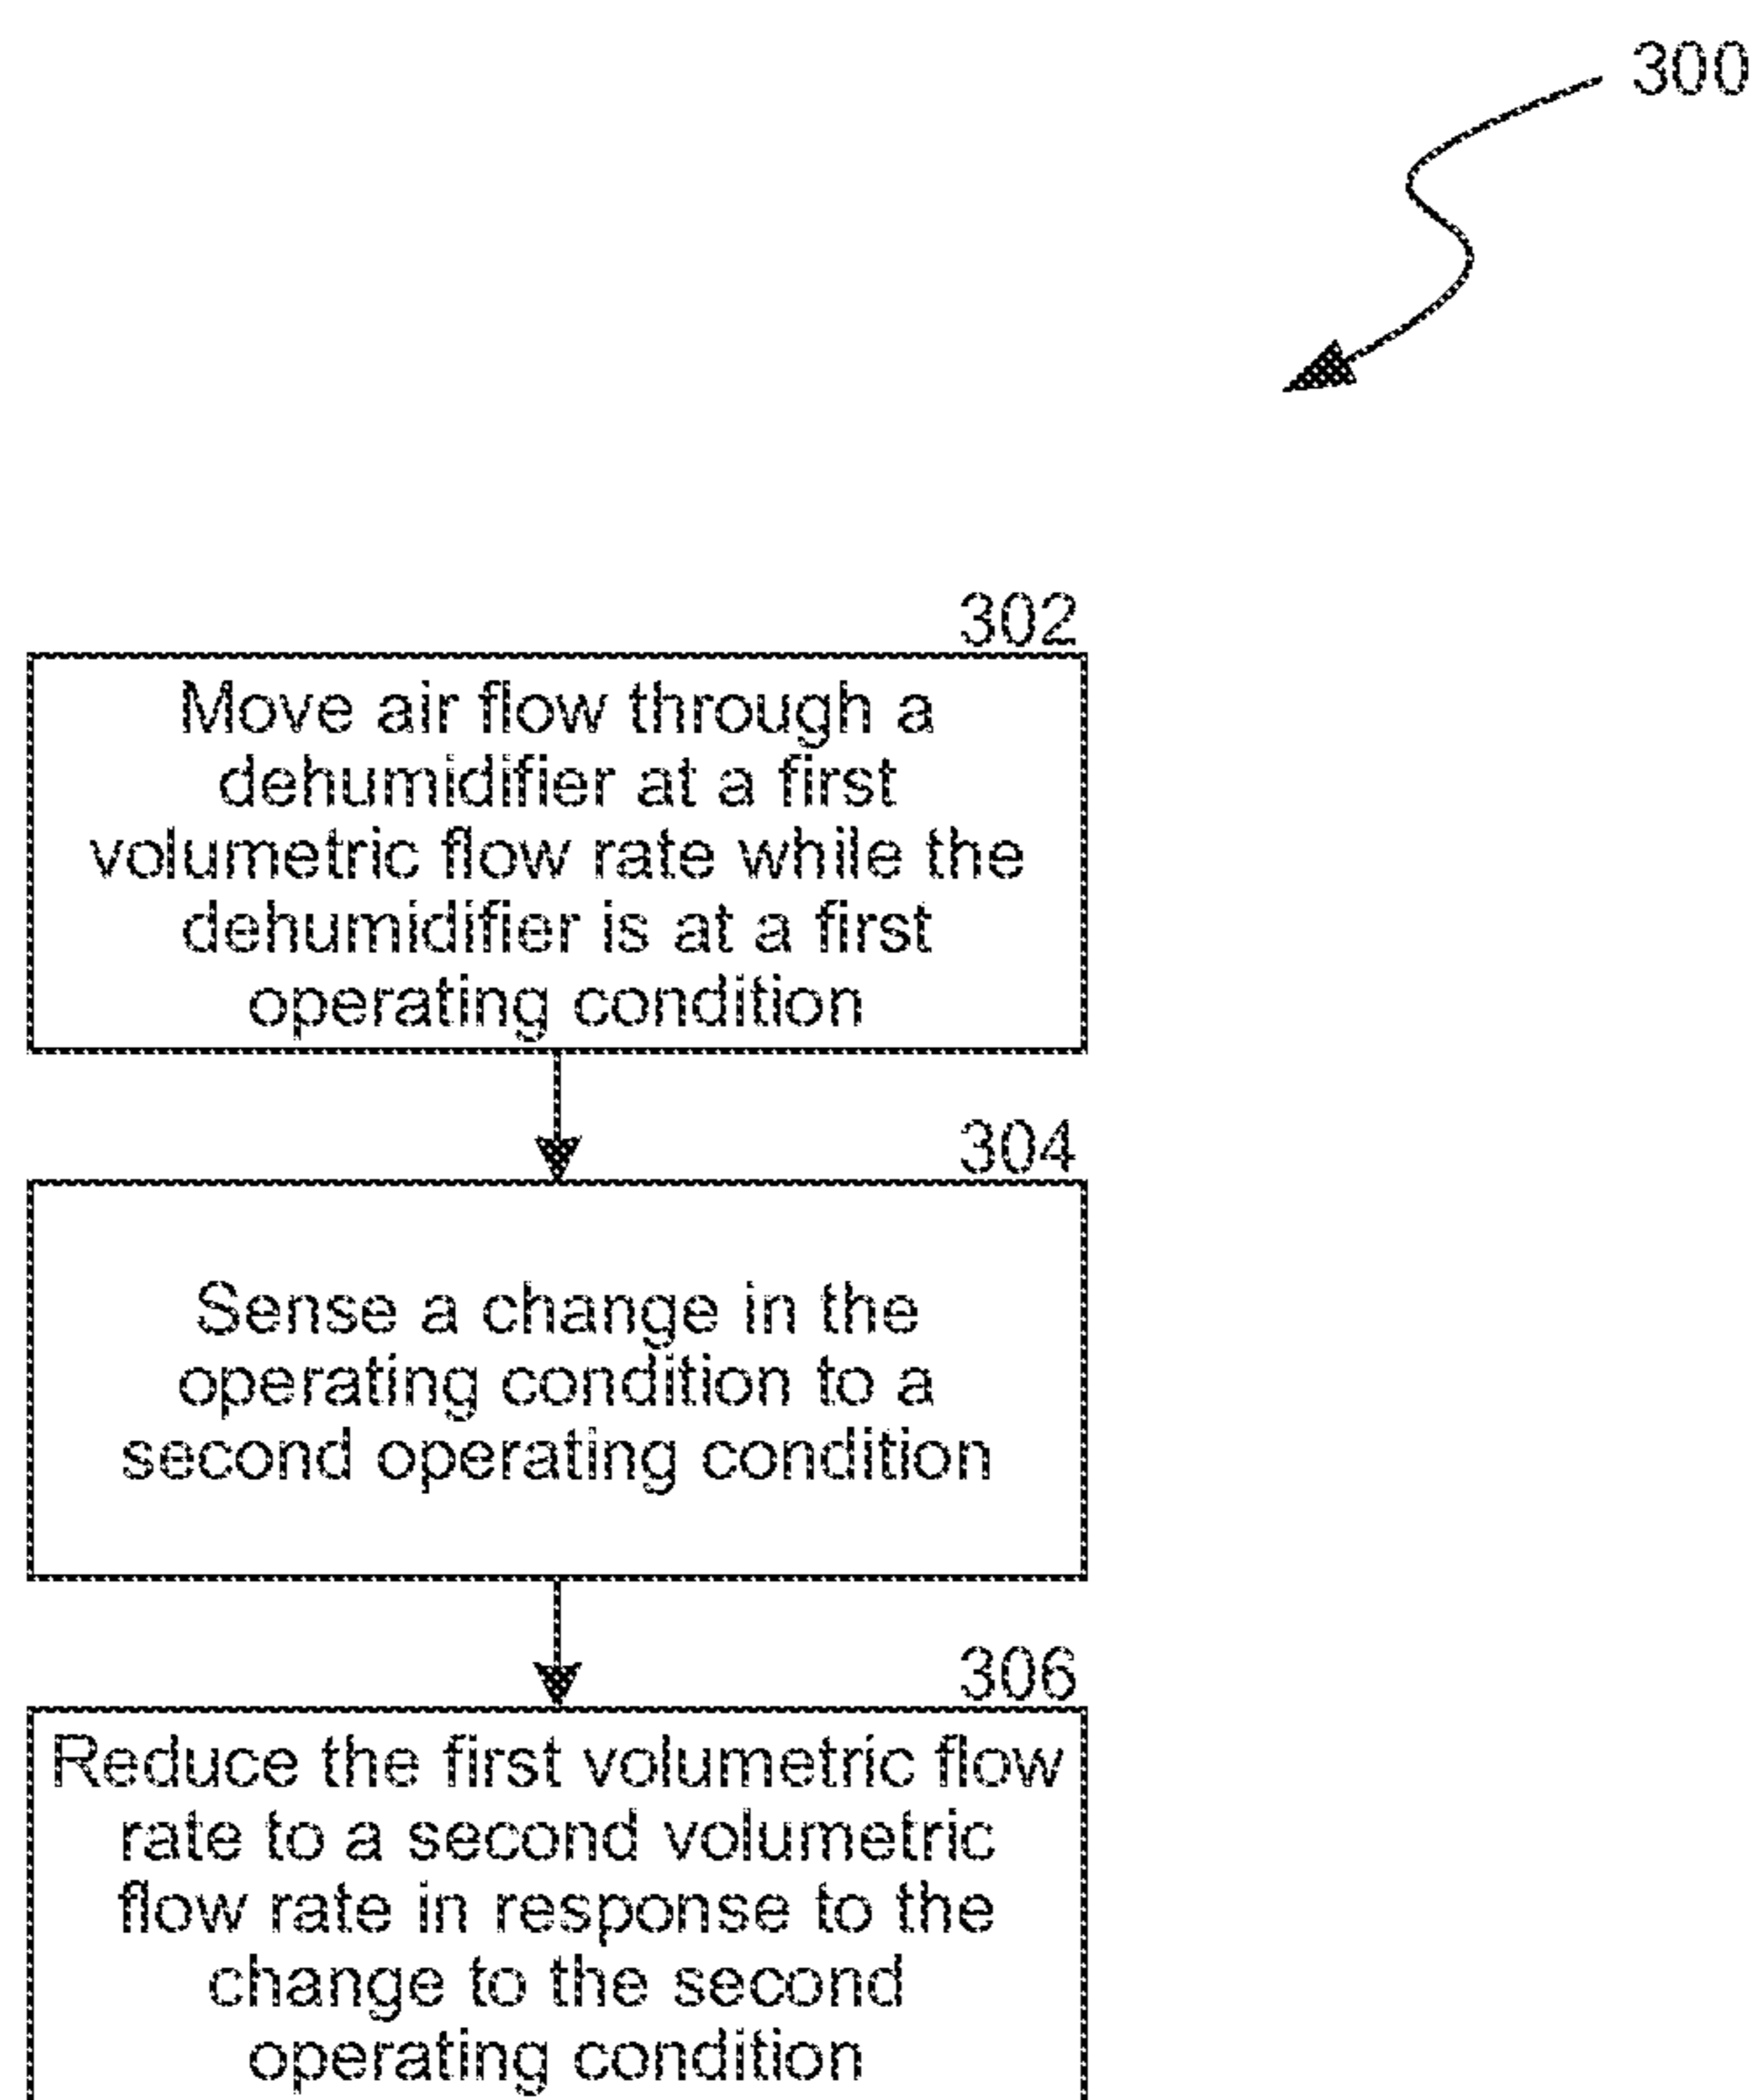 300
302
Move air flow through a
dehumidifier at a first
volumetric flow rate while the
dehumidifier is at a first
operating condition
304
Sense a change in the
operating condition to a
second operating condition
306
Reduce the first volumetric flow
rate to a second volumetric
flow rate in response to the
change to the second
operating condition